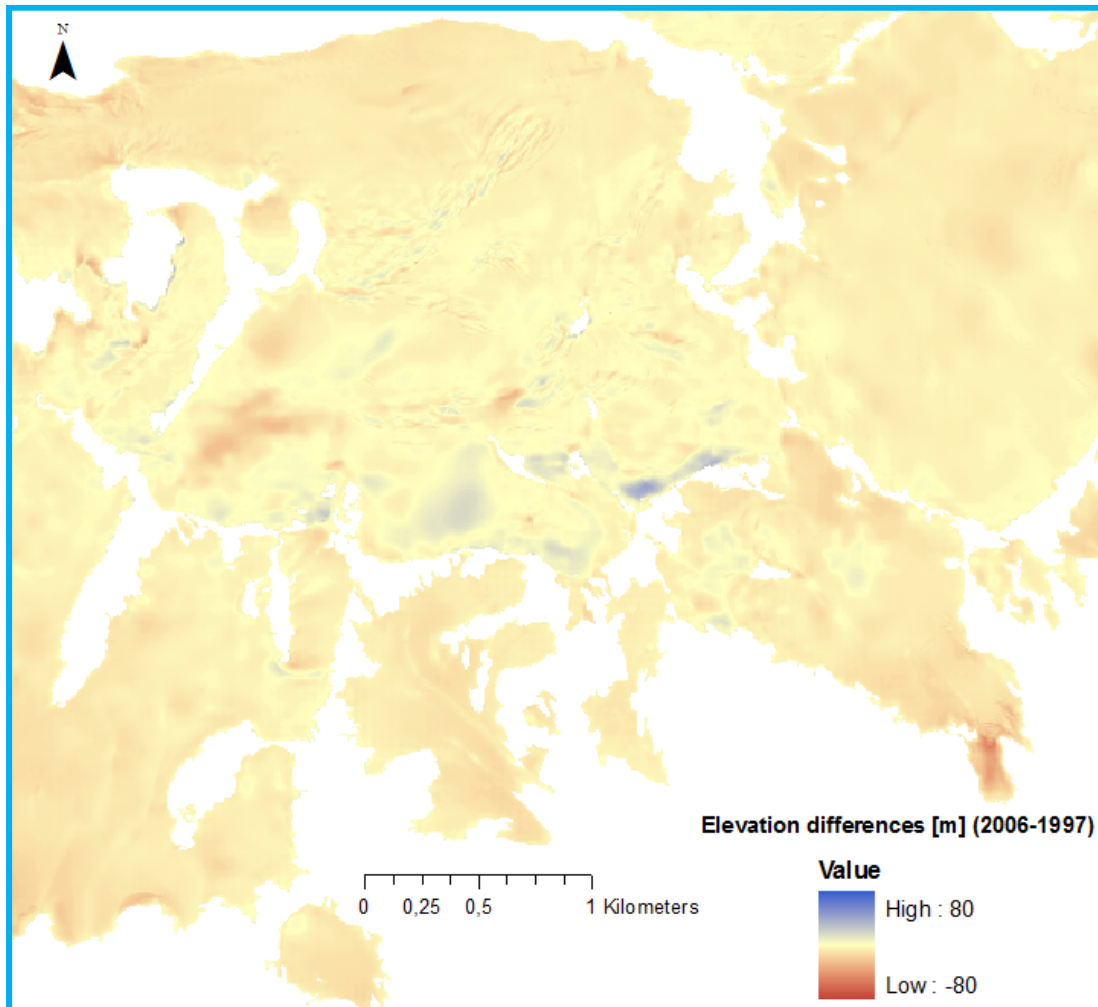 N
Elevation differences [m] (2006-1997)
Value
High : 80
Low : -80
0 0,25 0,5 1 Kilometers